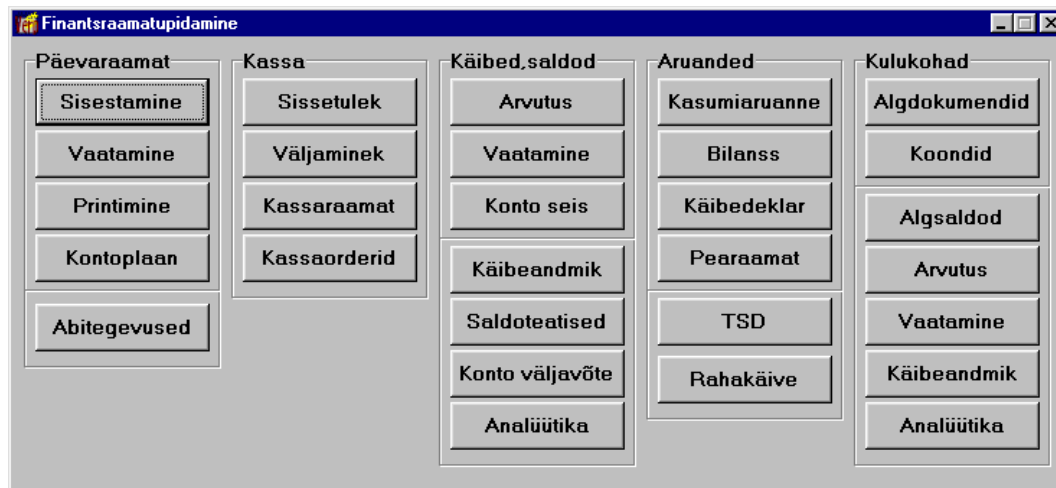 Finantsraamatupidamine
Päevaraamat
Sisestamine
Vaatamine
Printimine
Kontoplaan
Abitegevused
Kassa
Sissetulek
Väljaminek
Kassaraamat
Kassaorderid
Käibed,saldod
Arvutus
Vaatamine
Konto seis
Käibeandmik
Saldoteatised
Konto väljavõte
Analüütika
Aruanded
Kasumiaruanne
Bilanss
Käibedeklar
Pearaamat
TSD
Rahakäive
Kulukohad
Algdokumendid
Koondid
Algsaldod
Arvutus
Vaatamine
Käibeandmik
Analüütika